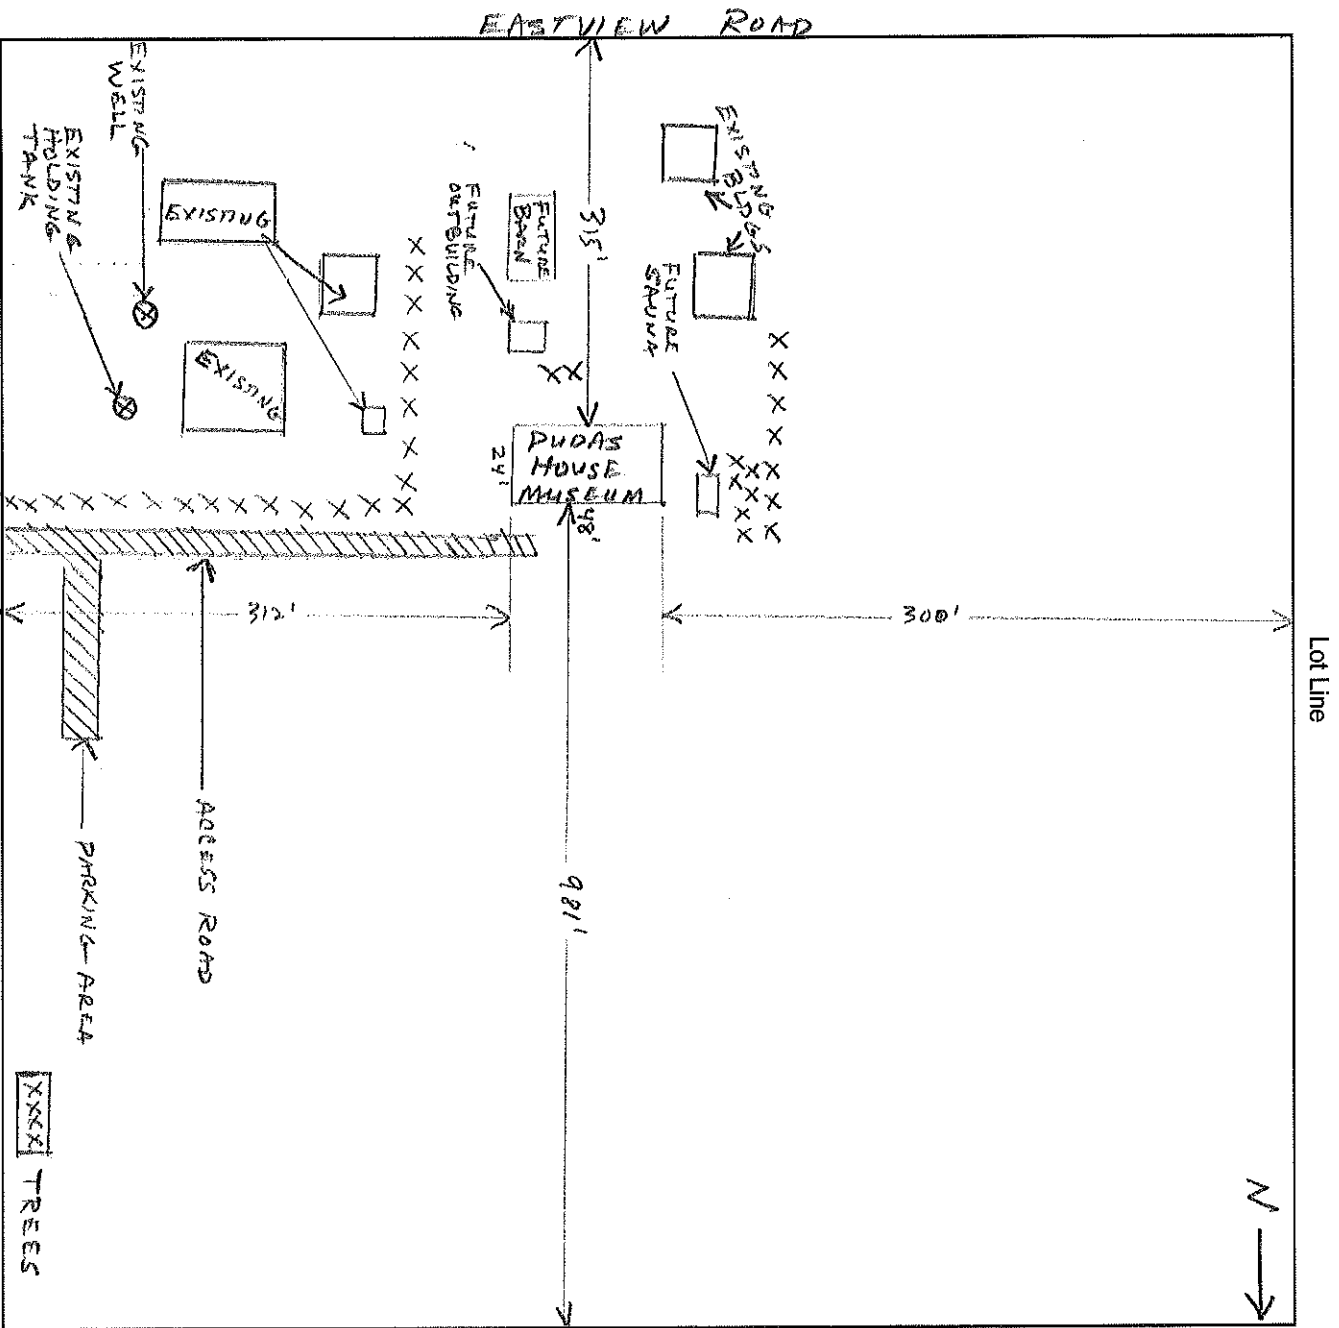 EASTVIEW ROAD
EXISTING
WELL
EXISTING
HOLDING
TANK
EXISTING
EXISTING
FUTURE
OUTBUILDING
FUTURE
BARN
315'
EXISTING
BLDGS
FUTURE
SAUNA
PUDAS
HOUSE
MUSEUM
24'
48'
312'
300'
Lot Line
981'
ACCESS ROAD
PARKING AREA
XXXX TREES
N